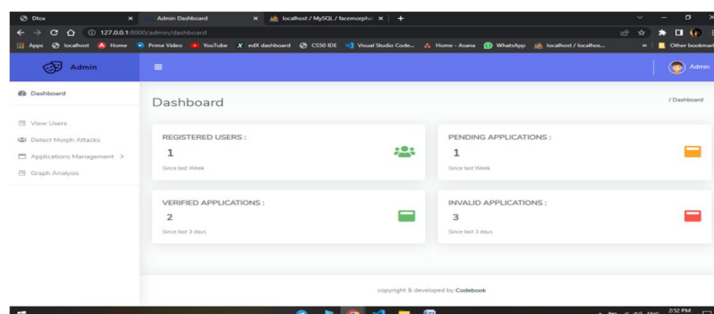 Dtox
Admin Dashboard
localhost / MySQL / facemorphi
127.0.0.1:8000/admin/dashboard
Apps localhost Home Prime Video YouTube edX dashboard CS50 IDE Visual Studio Code... Home - Asana WhatsApp localhost / localhos... » Other bookmar
Admin
Admin
Dashboard
View Users
Detect Morph Attacks
Applications Management >
Graph Analysis
Dashboard
/ Dashboard
REGISTERED USERS :
1
Since last Week
PENDING APPLICATIONS :
1
Since last Week
VERIFIED APPLICATIONS :
2
Since last 3 days
INVALID APPLICATIONS :
3
Since last 3 days
copyright & developed by Codebook
ENG
2:52 PM